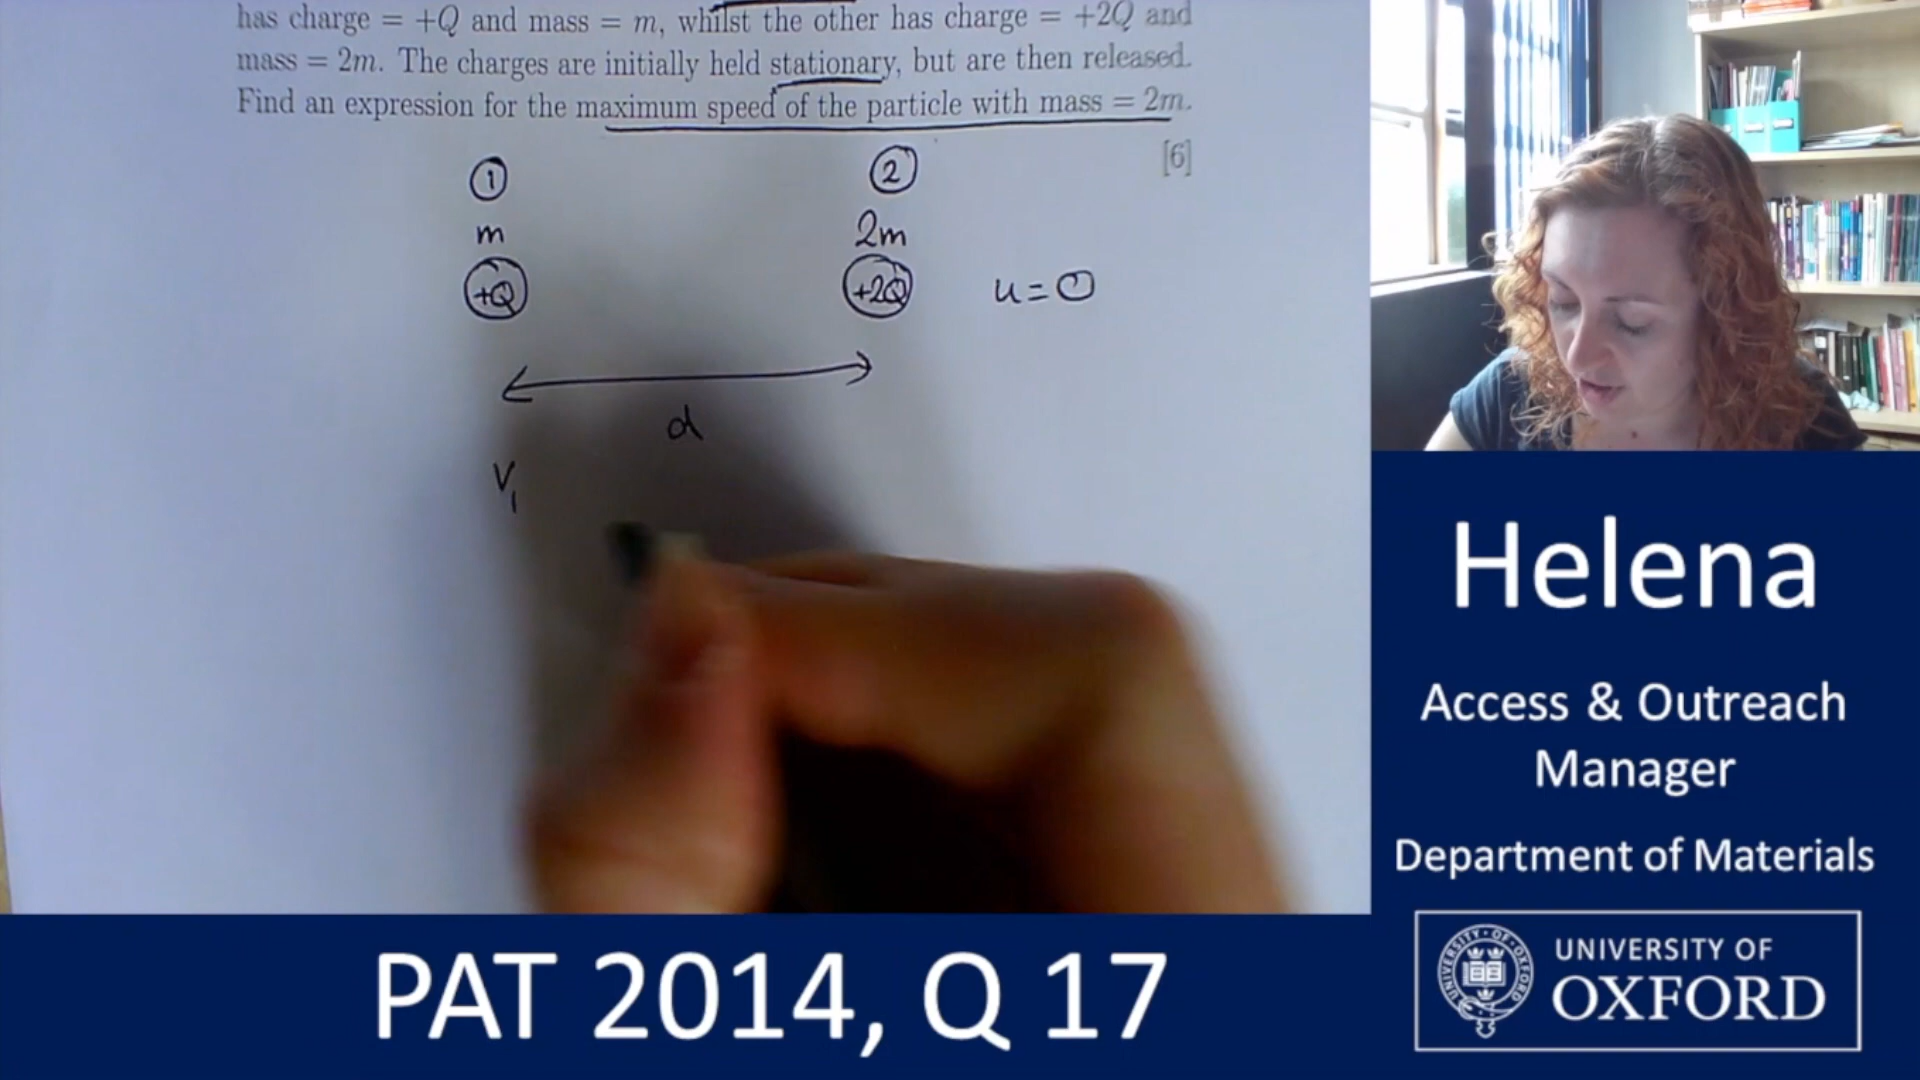 has charge = +Q and mass = m, whilst the other has charge = +2Q and
mass = 2m. The charges are initially held stationary, but are then released.
Find an expression for the maximum speed of the particle with mass = 2m.
[6]
1 2
m 2m
+Q +2Q u = 0
d
V₁
Helena
Access & Outreach
Manager
Department of Materials
PAT 2014, Q 17
UNIVERSITY OF
OXFORD